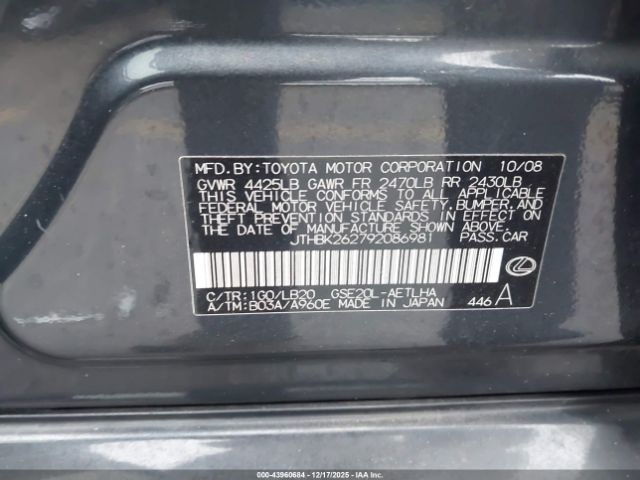 MFD. BY:TOYOTA MOTOR CORPORATION 10/08
GVWR 4425LB GAWR FR 2470LB RR 2430LB
THIS VEHICLE CONFORMS TO ALL APPLICABLE
FEDERAL MOTOR VEHICLE SAFETY,BUMPER,AND
THEFT PREVENTION STANDARDS IN EFFECT ON
THE DATE OF MANUFACTURE SHOWN ABOVE.
JTHBK262792086981 PASS.CAR
C/TR:1G0/LB20 GSE20L-AETLHA
A/TM:B03A/A960E MADE IN JAPAN 446 A
000-43960684 | 12/17/2025 - IAAI.COM